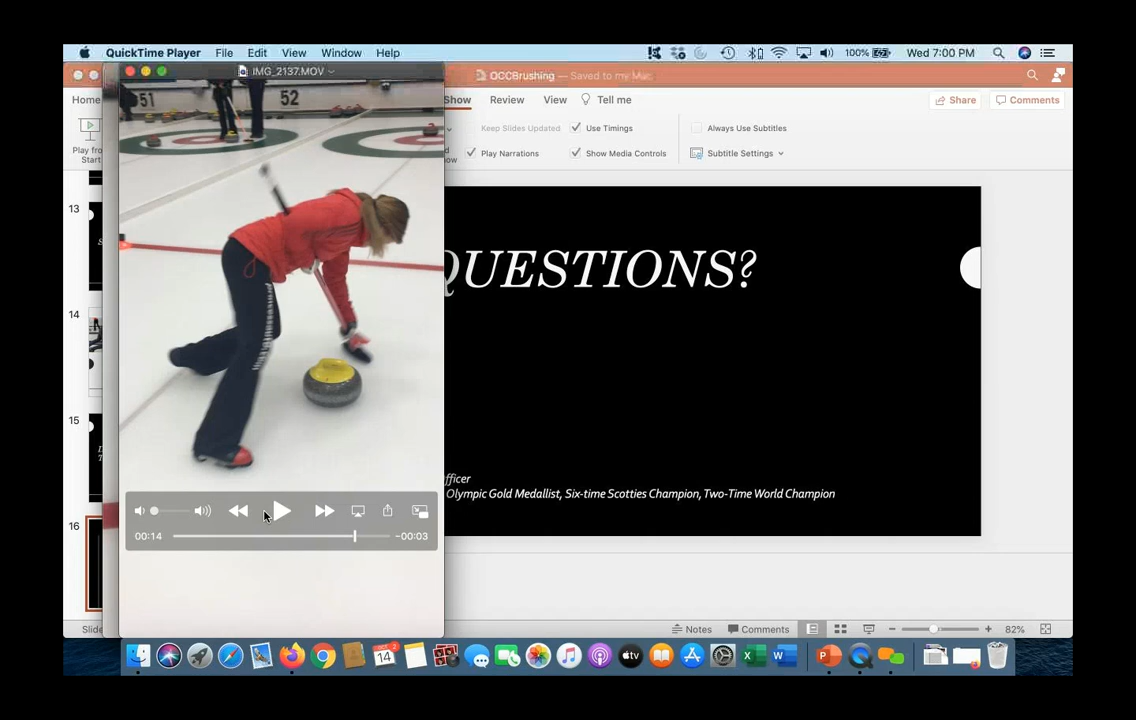 QuickTime Player File Edit View Window Help 100% Wed 7:00 PM
IMG_2137.MOV
OCCBrushing — Saved to my Mac
Home Show Review View Tell me Share Comments
Keep Slides Updated Use Timings Always Use Subtitles
Play from Start Play Narrations Show Media Controls Subtitle Settings
51 52
13
14
15
16
QUESTIONS?
fficer
Olympic Gold Medallist, Six-time Scotties Champion, Two-Time World Champion
00:14 -00:03
Slide Notes Comments 82%
14 tv X W P